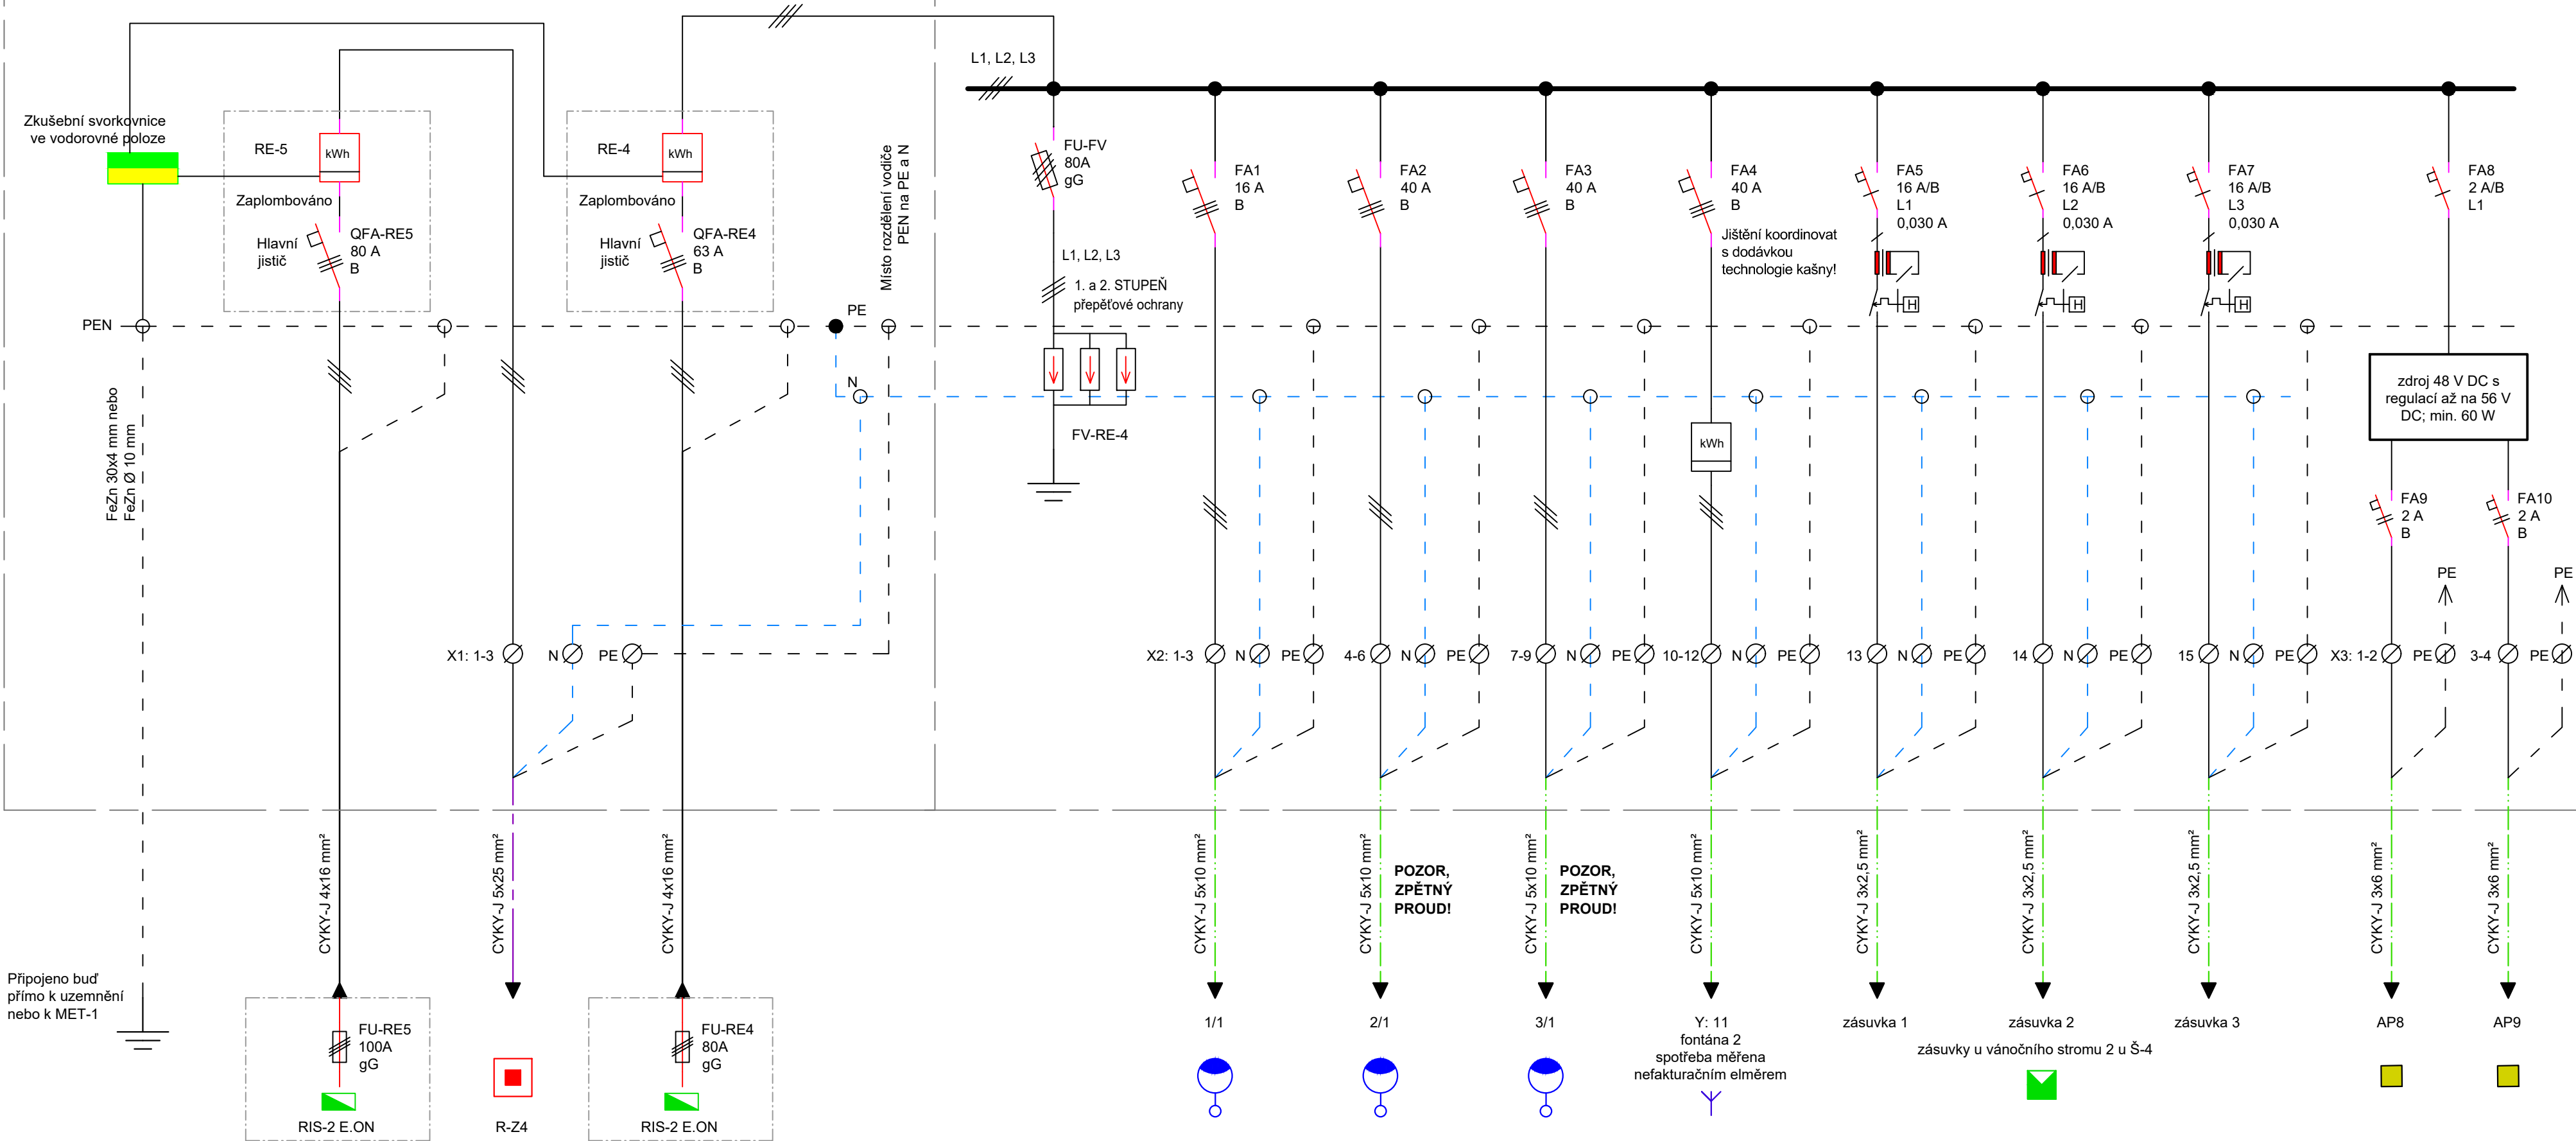 L1, L2, L3
Zkušební svorkovnice
ve vodorovné poloze
RE-5
kWh
Zaplombováno
Hlavní
jistič
QFA-RE5
80 A
B
RE-4
kWh
Zaplombováno
Hlavní
jistič
QFA-RE4
63 A
B
Místo rozdělení vodiče
PEN na PE a N
FU-FV
80A
gG
L1, L2, L3
1. a 2. STUPEŇ
přepěťové ochrany
FV-RE-4
FA1
16 A
B
FA2
40 A
B
FA3
40 A
B
FA4
40 A
B
Jištění koordinovat
s dodávkou
technologie kašny!
kWh
FA5
16 A/B
L1
0,030 A
H
FA6
16 A/B
L2
0,030 A
H
FA7
16 A/B
L3
0,030 A
H
FA8
2 A/B
L1
zdroj 48 V DC s
regulací až na 56 V
DC; min. 60 W
FA9
2 A
B
FA10
2 A
B
PE
PE
PEN
PE
N
FeZn 30x4 mm nebo
FeZn Ø 10 mm
X1: 1-3
N
PE
X2: 1-3
N
PE
4-6
N
PE
7-9
N
PE
10-12
N
PE
13
N
PE
14
N
PE
15
N
PE
X3: 1-2
PE
3-4
PE
CYKY-J 4x16 mm²
CYKY-J 5x25 mm²
CYKY-J 4x16 mm²
CYKY-J 5x10 mm²
CYKY-J 5x10 mm²
POZOR,
ZPĚTNÝ
PROUD!
CYKY-J 5x10 mm²
POZOR,
ZPĚTNÝ
PROUD!
CYKY-J 5x10 mm²
CYKY-J 3x2,5 mm²
CYKY-J 3x2,5 mm²
CYKY-J 3x2,5 mm²
CYKY-J 3x6 mm²
CYKY-J 3x6 mm²
Připojeno buď
přímo k uzemnění
nebo k MET-1
FU-RE5
100A
gG
RIS-2 E.ON
R-Z4
FU-RE4
80A
gG
RIS-2 E.ON
1/1
2/1
3/1
Y: 11
fontána 2
spotřeba měřena
nefakturačním elměrem
zásuvka 1
zásuvka 2
zásuvka 3
zásuvky u vánočního stromu 2 u Š-4
AP8
AP9